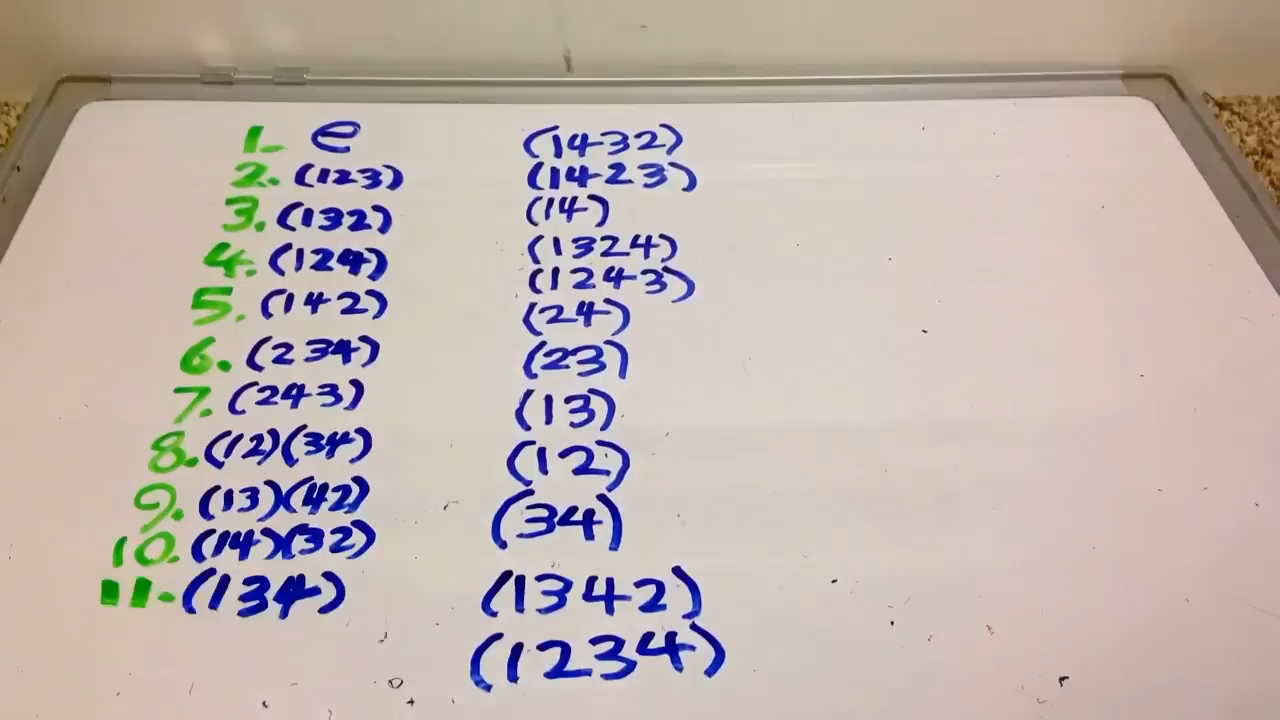 1. e (1432)
2. (123) (1423)
3. (132) (14)
4. (124) (1324)
5. (142) (1243)
(24)
6. (234) (23)
7. (243) (13)
8. (12)(34) (12)
9. (13)(42) (34)
10. (14)(32)
11. (134) (1342)
(1234)